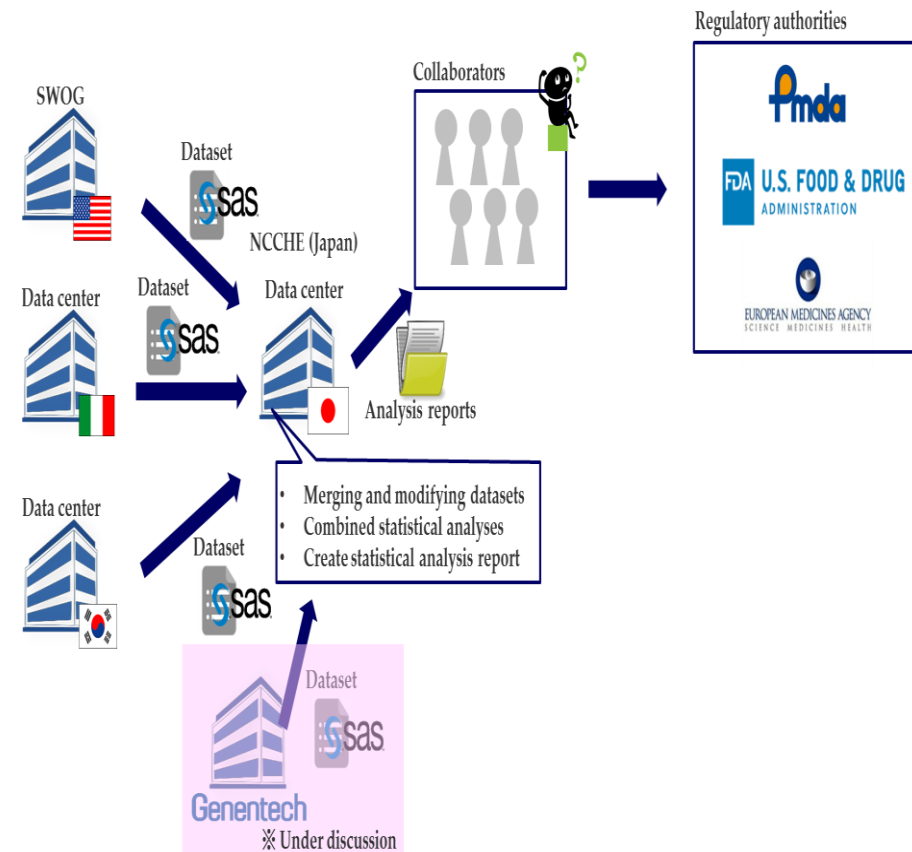 Regulatory authorities
Pmda
FDA U.S. FOOD & DRUG
ADMINISTRATION
EUROPEAN MEDICINES AGENCY
SCIENCE MEDICINES HEALTH
Collaborators
?
SWOG
Dataset
sas
NCCHE (Japan)
Data center
Dataset
sas
Data center
Analysis reports
• Merging and modifying datasets
• Combined statistical analyses
• Create statistical analysis report
Data center
Dataset
sas
Dataset
sas
Genentech
※ Under discussion